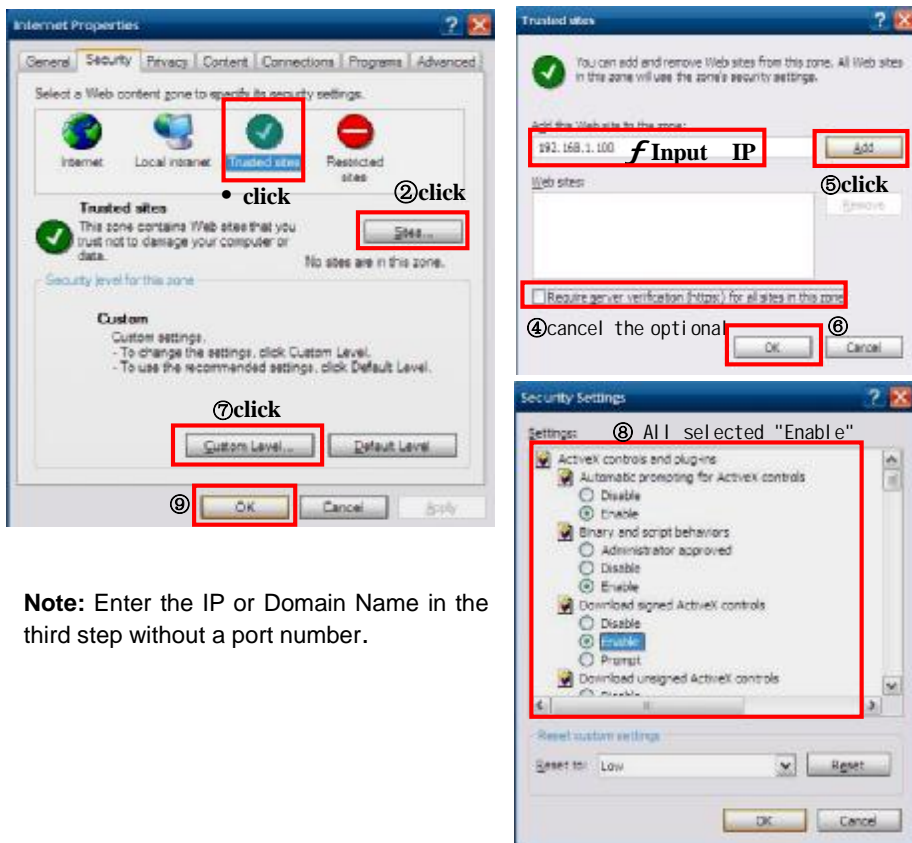 Internet Properties
General Security Privacy Content Connections Programs Advanced
Select a Web content zone to specify its security settings.
Internet
Local intranet
Trusted sites
Restricted
sites
• click
②click
Trusted sites
This zone contains Web sites that you
trust not to damage your computer or
data.
Sites...
No sites are in this zone.
Security level for this zone
Custom
Custom settings.
- To change the settings, click Custom Level.
- To use the recommended settings, click Default Level.
⑦click
Custom Level...
Default Level
⑨
OK
Cancel
Apply
Note: Enter the IP or Domain Name in the
third step without a port number.
Trusted sites
You can add and remove Web sites from this zone. All Web sites
in this zone will use the zone's security settings.
Add this Web site to the zone:
192.168.1.100
ƒ Input IP
Add
⑤click
Web sites:
Remove
Require server verification (https:) for all sites in this zone
④cancel the optional
⑥
OK
Cancel
Security Settings
Settings:
⑧ All selected "Enable"
ActiveX controls and plug-ins
Automatic prompting for ActiveX controls
Disable
Enable
Binary and script behaviors
Administrator approved
Disable
Enable
Download signed ActiveX controls
Disable
Enable
Prompt
Download unsigned ActiveX controls
Disable
Reset custom settings
Reset to:
Low
Reset
OK
Cancel